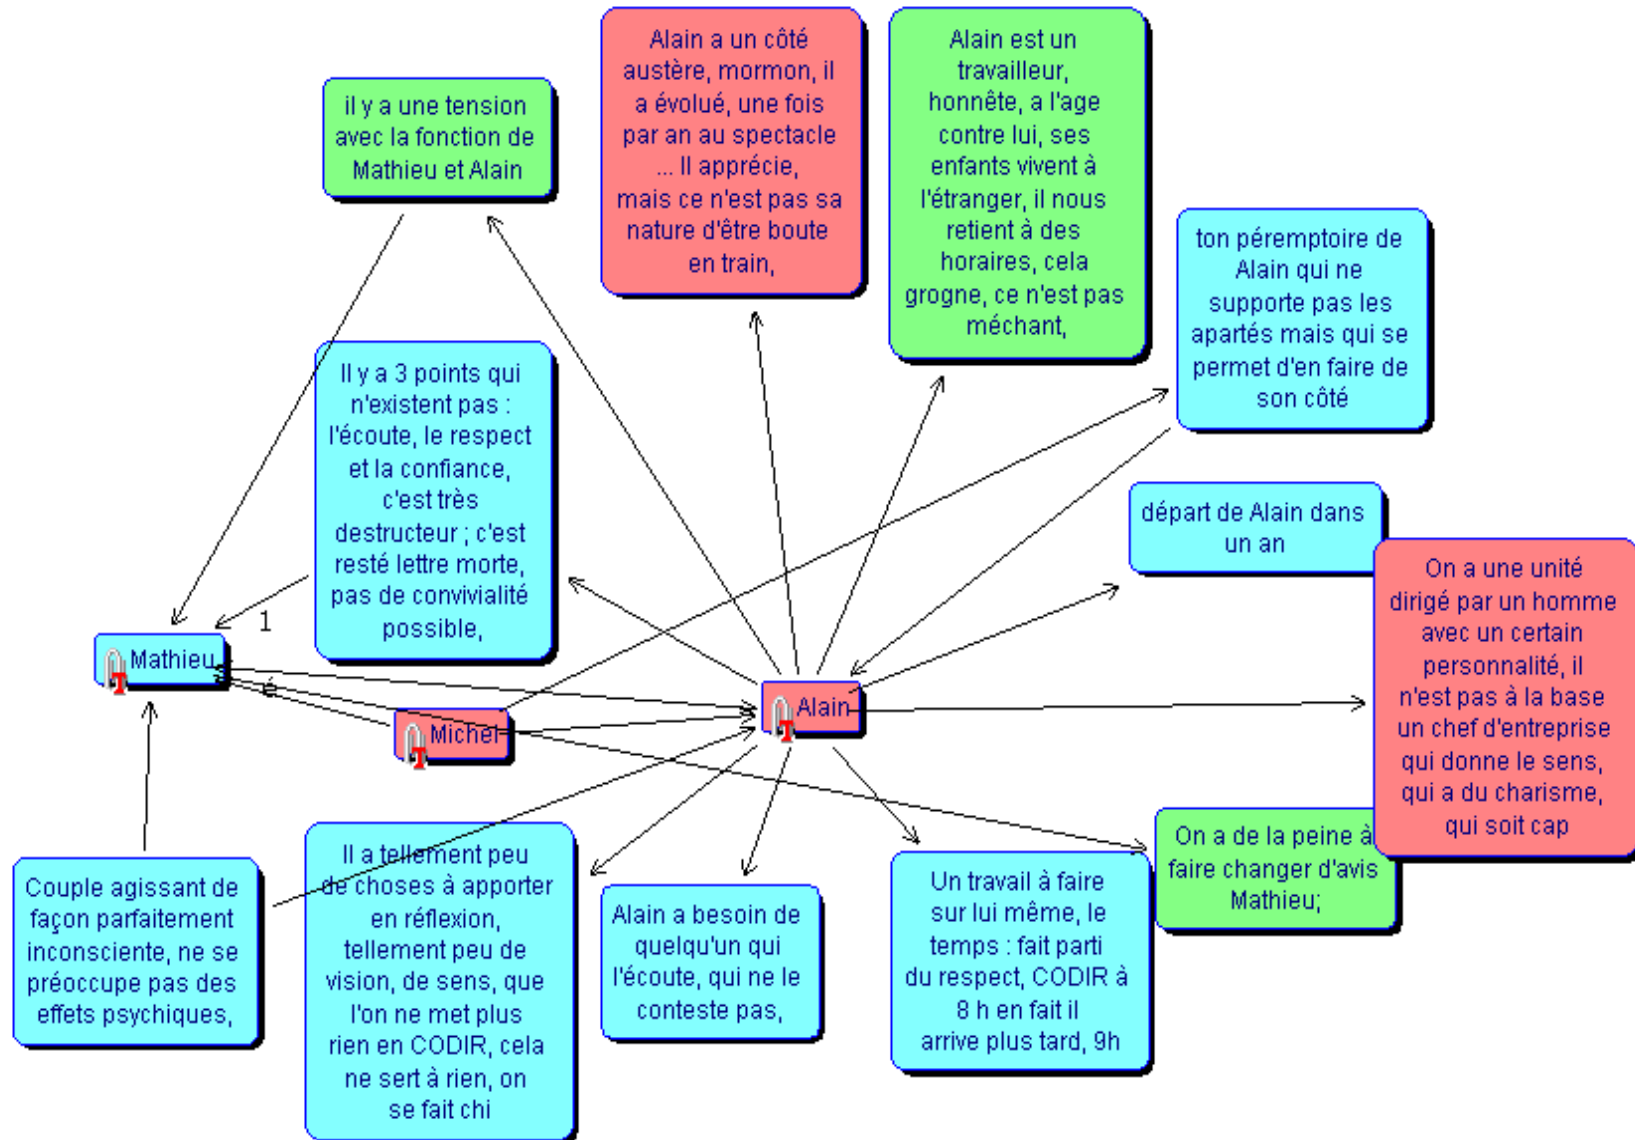 Alain a un côté
austère, mormon, il
a évolué, une fois
par an au spectacle
... Il apprécie,
mais ce n'est pas sa
nature d'être boute
en train,
Alain est un
travailleur,
honnête, a l'age
contre lui, ses
enfants vivent à
l'étranger, il nous
retient à des
horaires, cela
grogne, ce n'est pas
méchant,
il y a une tension
avec la fonction de
Mathieu et Alain
ton péremptoire de
Alain qui ne
supporte pas les
apartés mais qui se
permet d'en faire de
son côté
Il y a 3 points qui
n'existent pas :
l'écoute, le respect
et la confiance,
c'est très
destructeur ; c'est
resté lettre morte,
pas de convivialité
possible,
départ de Alain dans
un an
On a une unité
dirigé par un homme
avec un certain
personnalité, il
n'est pas à la base
un chef d'entreprise
qui donne le sens,
qui a du charisme,
qui soit cap
1
T Mathieu
é
T Michel
T Alain
On a de la peine à
faire changer d'avis
Mathieu;
Couple agissant de
façon parfaitement
inconsciente, ne se
préoccupe pas des
effets psychiques,
Il a tellement peu
de choses à apporter
en réflexion,
tellement peu de
vision, de sens, que
l'on ne met plus
rien en CODIR, cela
ne sert à rien, on
se fait chi
Alain a besoin de
quelqu'un qui
l'écoute, qui ne le
conteste pas,
Un travail à faire
sur lui même, le
temps : fait parti
du respect, CODIR à
8 h en fait il
arrive plus tard, 9h